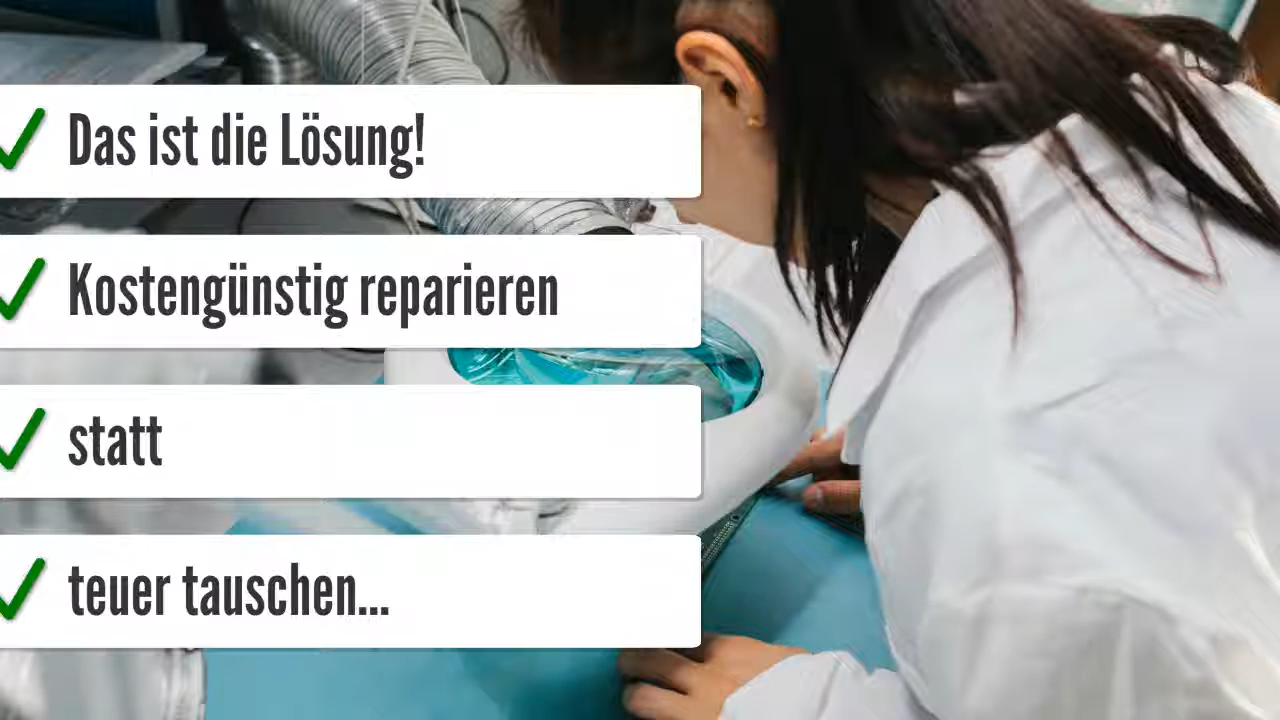 Das ist die Lösung!
Kostengünstig reparieren
statt
teuer tauschen...